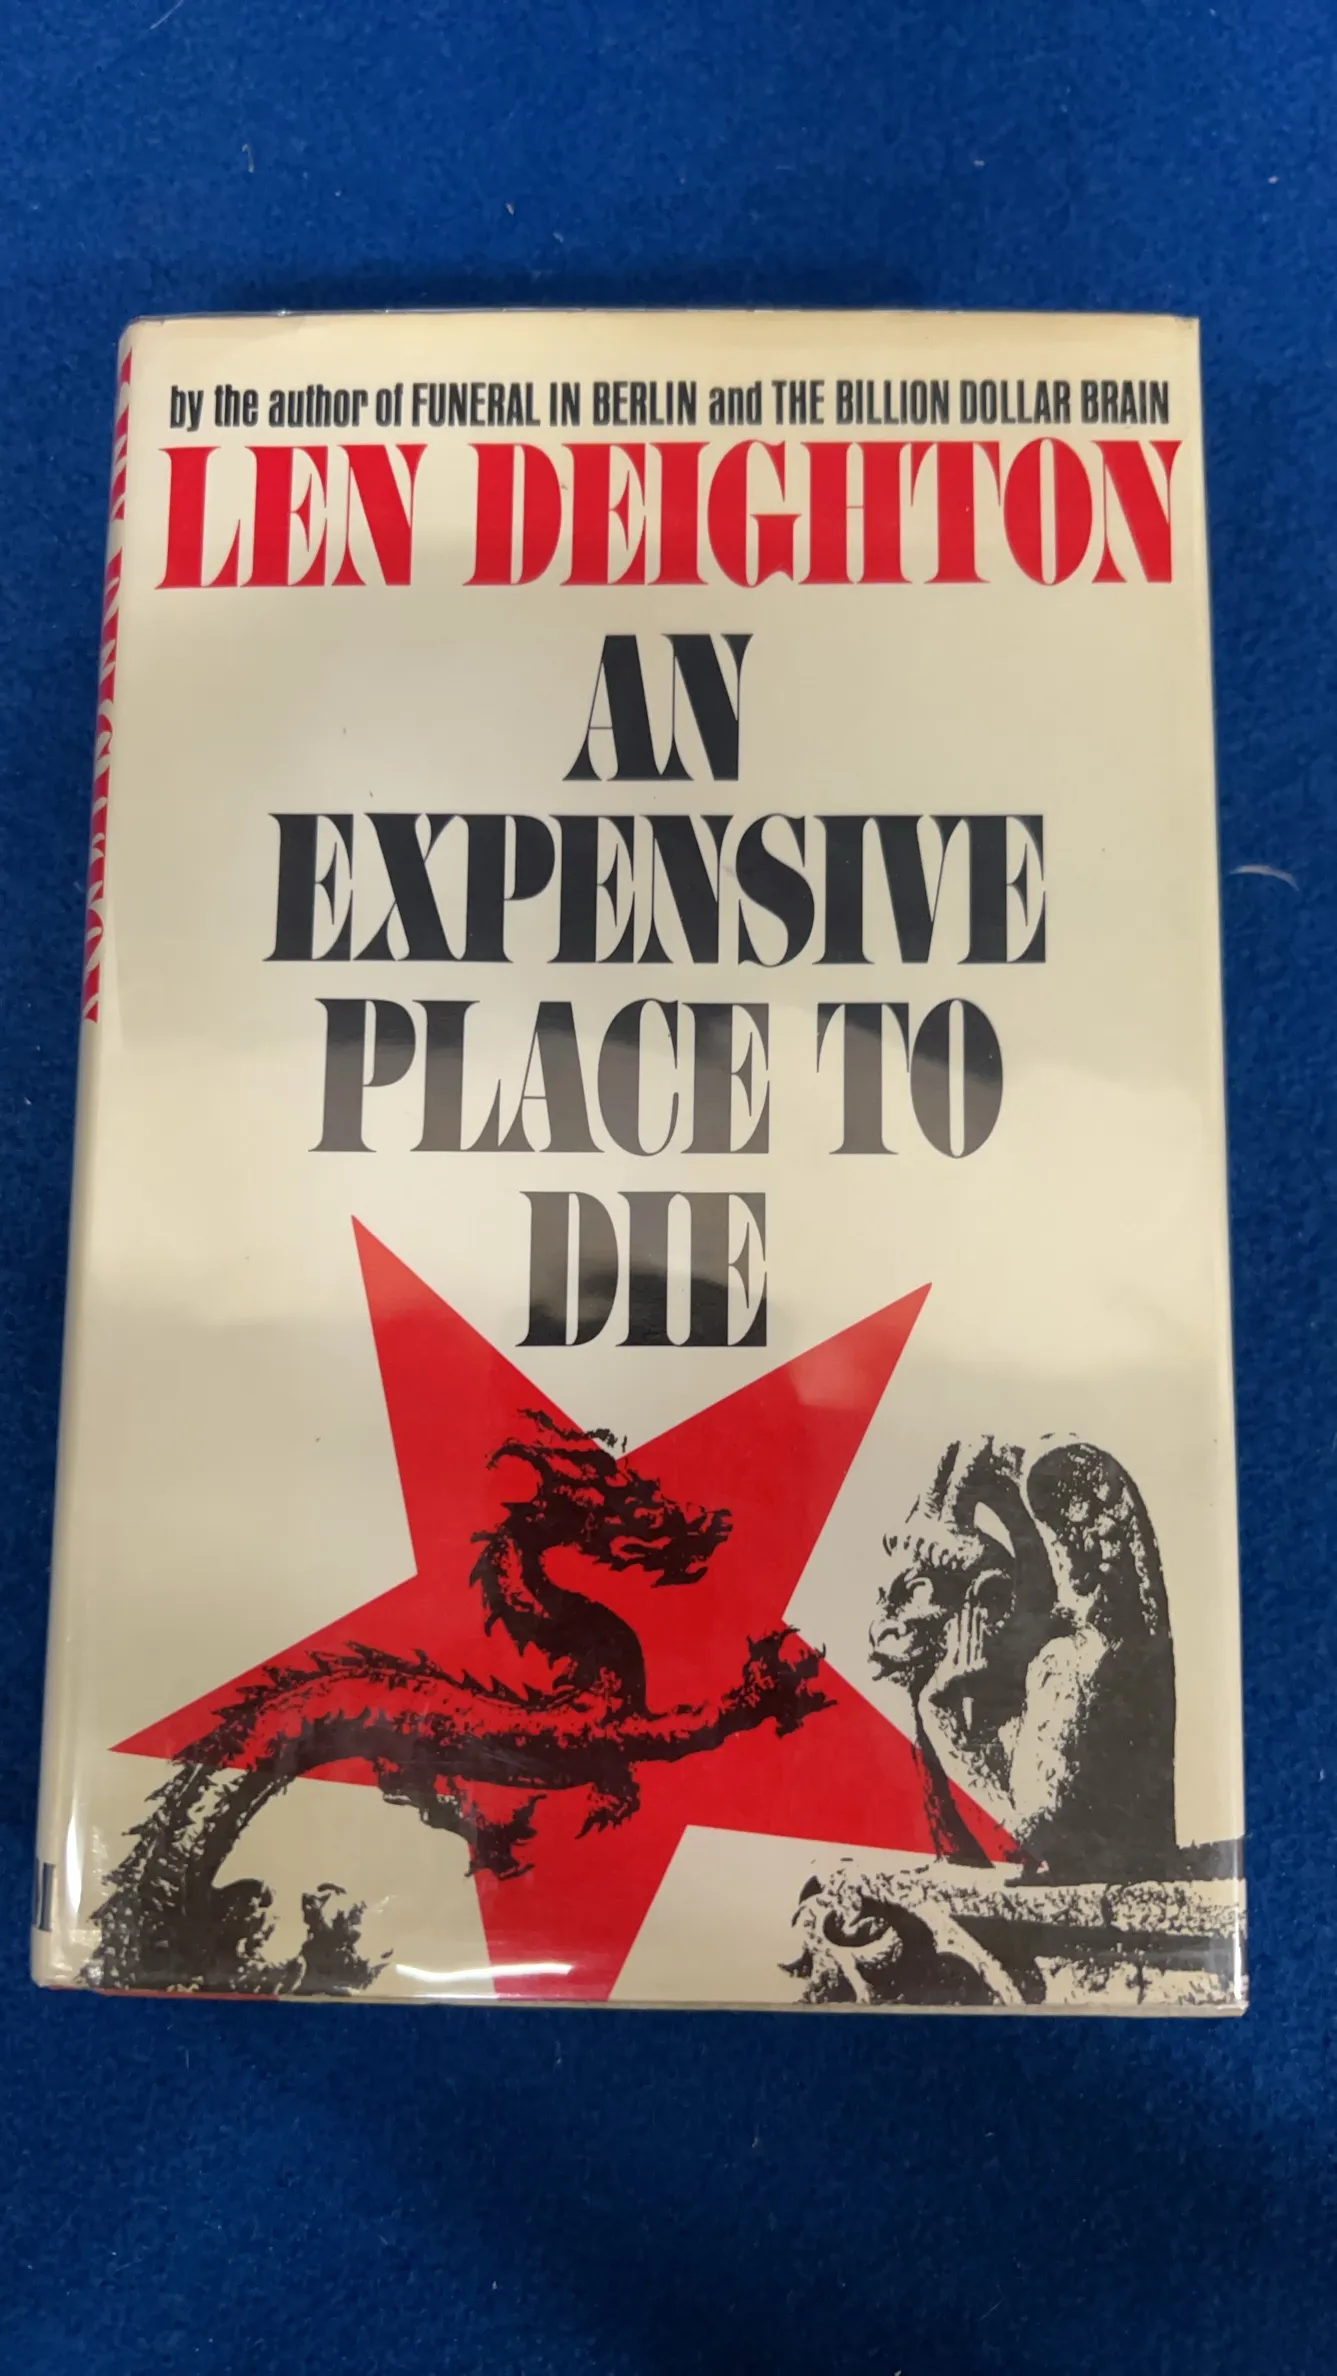 by the author of FUNERAL IN BERLIN and THE BILLION DOLLAR BRAIN
LEN DEIGHTON
AN
EXPENSIVE
PLACE TO
DIE